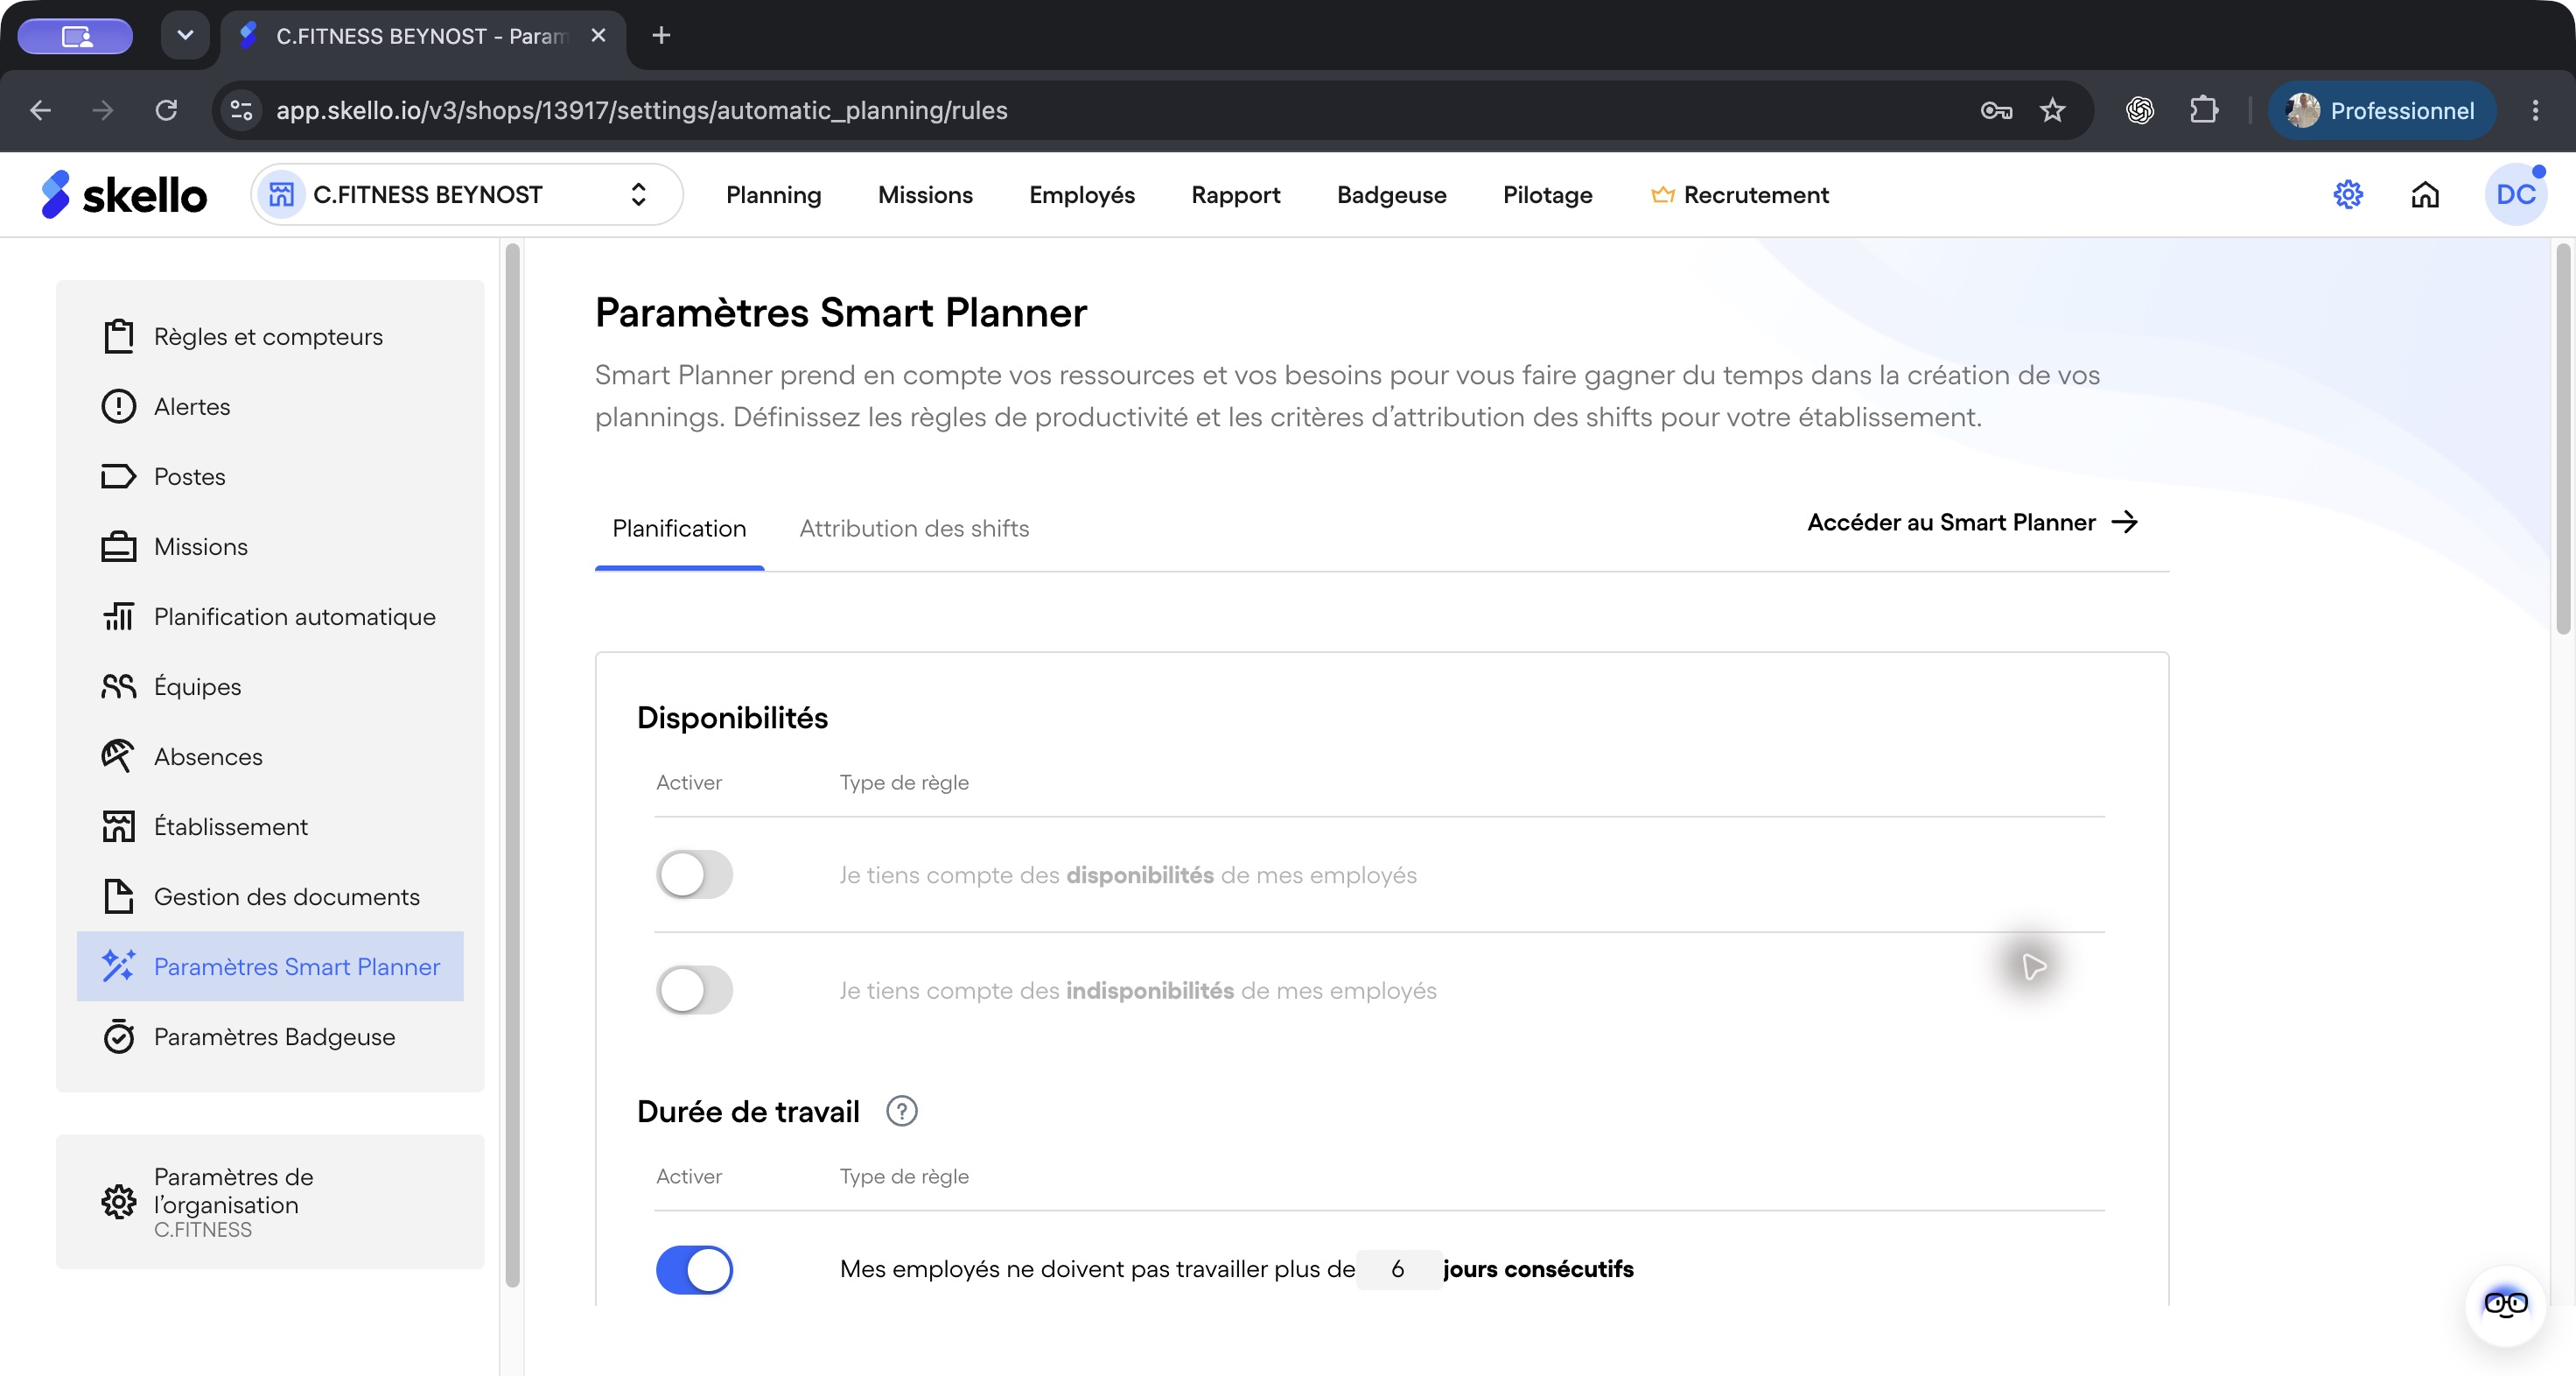 C.FITNESS BEYNOST - Param
app.skello.io/v3/shops/13917/settings/automatic_planning/rules
Professionnel
skello
C.FITNESS BEYNOST
Planning
Missions
Employés
Rapport
Badgeuse
Pilotage
Recrutement
DC
Règles et compteurs
Alertes
Postes
Missions
Planification automatique
Équipes
Absences
Établissement
Gestion des documents
Paramètres Smart Planner
Paramètres Badgeuse
Paramètres de
l’organisation
C.FITNESS
Paramètres Smart Planner
Smart Planner prend en compte vos ressources et vos besoins pour vous faire gagner du temps dans la création de vos
plannings. Définissez les règles de productivité et les critères d’attribution des shifts pour votre établissement.
Planification
Attribution des shifts
Accéder au Smart Planner
Disponibilités
Activer
Type de règle
Je tiens compte des disponibilités de mes employés
Je tiens compte des indisponibilités de mes employés
Durée de travail
?
Activer
Type de règle
Mes employés ne doivent pas travailler plus de 6 jours consécutifs